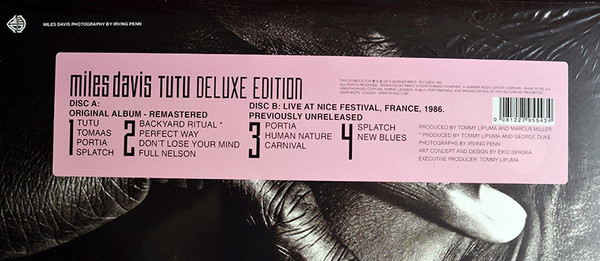 MILES DAVIS PHOTOGRAPHY BY IRVING PENN
miles davis TUTU DELUXE EDITION
DISC A:
ORIGINAL ALBUM - REMASTERED
1
TUTU
TOMAAS
PORTIA
SPLATCH
2
BACKYARD RITUAL *
PERFECT WAY
DON'T LOSE YOUR MIND
FULL NELSON
DISC B: LIVE AT NICE FESTIVAL, FRANCE, 1986.
PREVIOUSLY UNRELEASED
3
PORTIA
HUMAN NATURE
CARNIVAL
4
SPLATCH
NEW BLUES
0 081227 955434
PRODUCED BY TOMMY LIPUMA AND MARCUS MILLER
* PRODUCED BY TOMMY LIPUMA AND GEORGE DUKE
PHOTOGRAPHS BY IRVING PENN
ART CONCEPT AND DESIGN BY EIKO ISHIOKA
EXECUTIVE PRODUCER: TOMMY LIPUMA